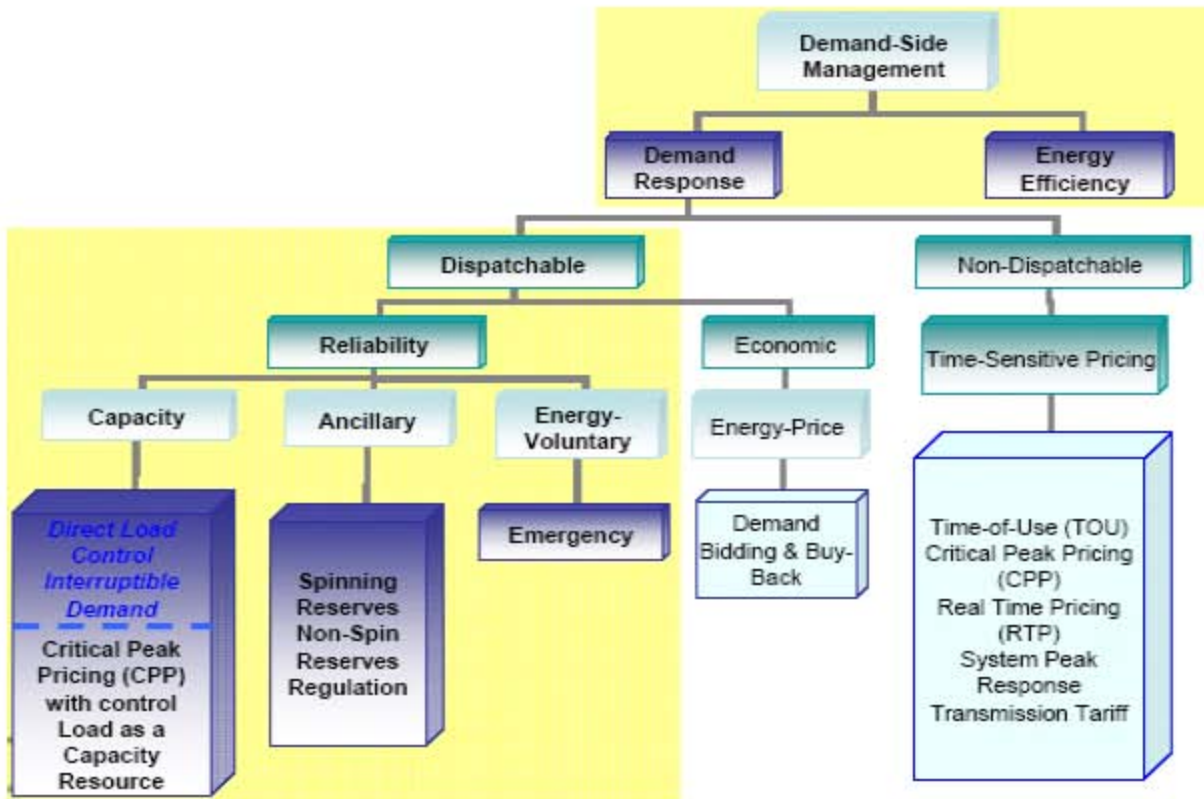 Demand-Side
Management
Demand
Response
Energy
Efficiency
Dispatchable
Non-Dispatchable
Reliability
Economic
Time-Sensitive Pricing
Capacity
Ancillary
Energy-
Voluntary
Energy-Price
Direct Load
Control
Interruptible
Demand
Critical Peak
Pricing (CPP)
with control
Load as a
Capacity
Resource
Spinning
Reserves
Non-Spin
Reserves
Regulation
Emergency
Demand
Bidding & Buy-
Back
Time-of-Use (TOU)
Critical Peak Pricing
(CPP)
Real Time Pricing
(RTP)
System Peak
Response
Transmission Tariff